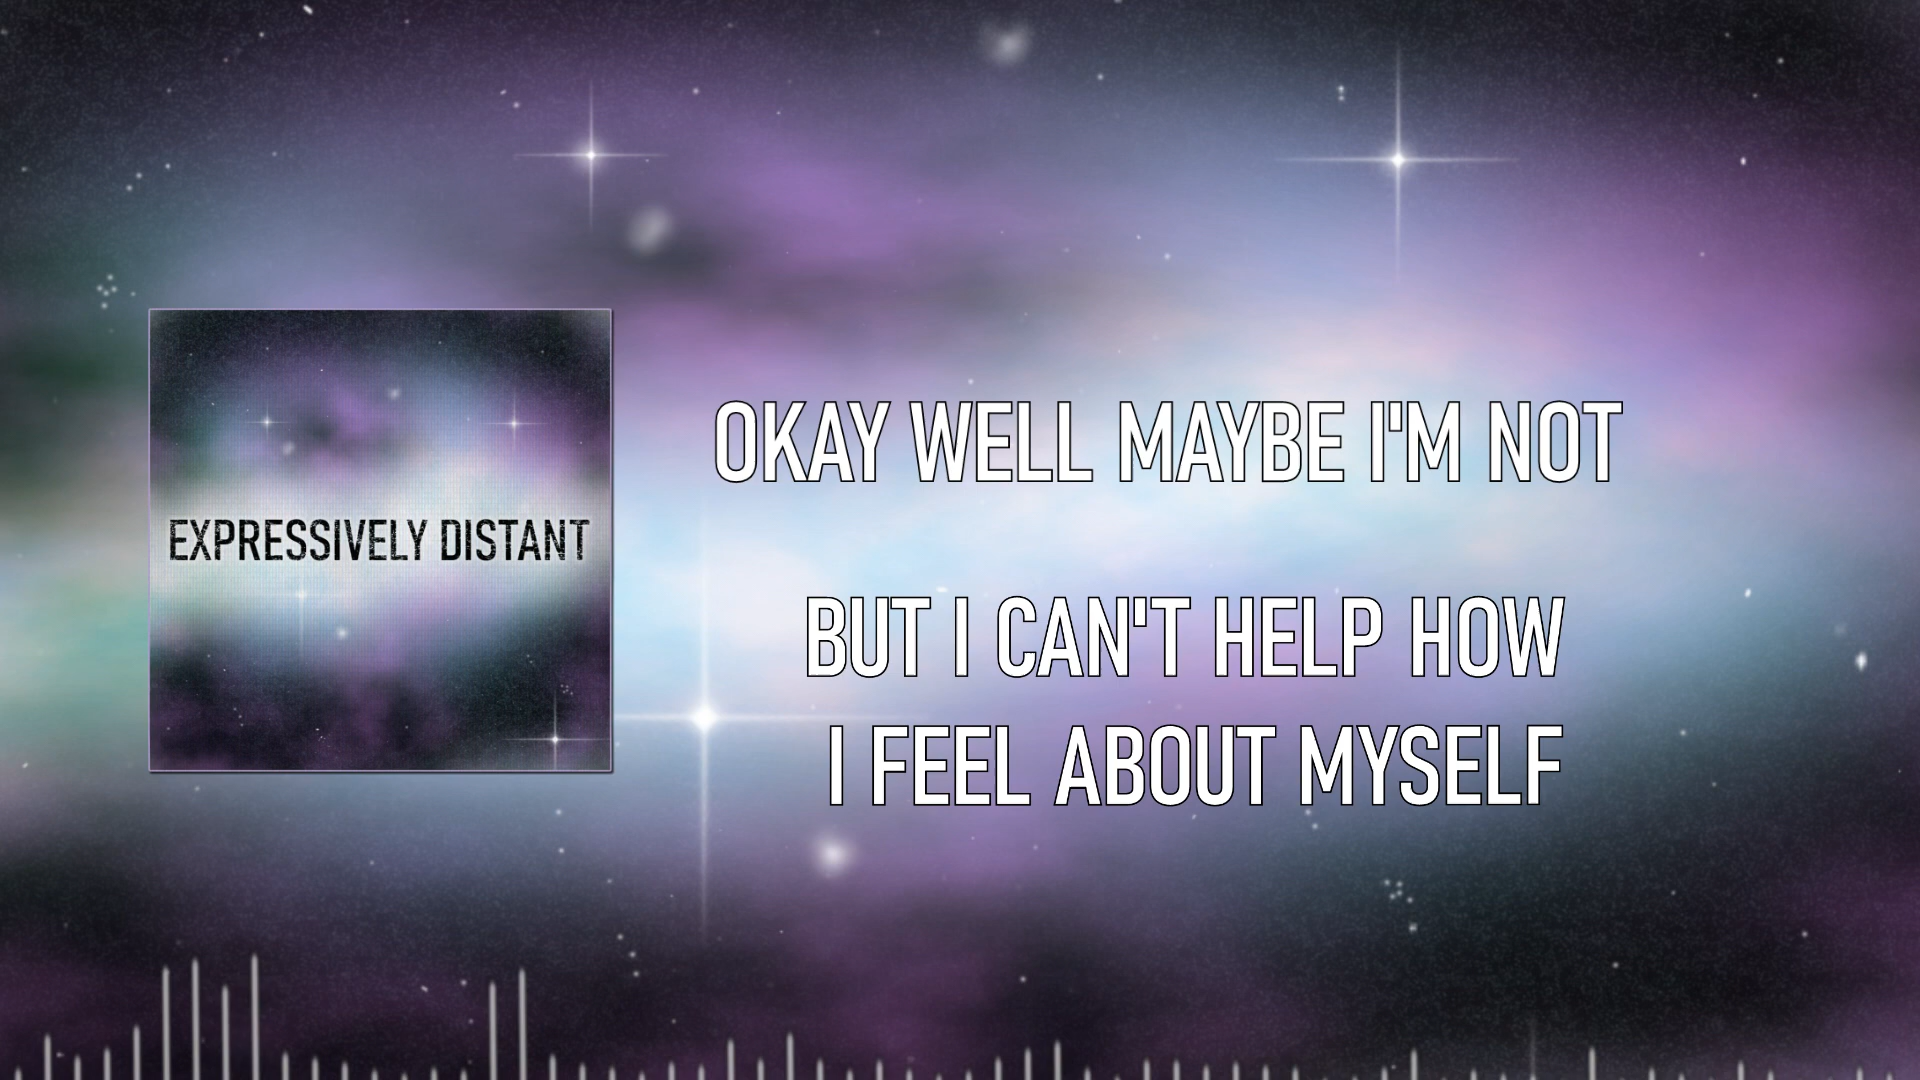 EXPRESSIVELY DISTANT
OKAY WELL MAYBE I'M NOT
BUT I CAN'T HELP HOW
I FEEL ABOUT MYSELF